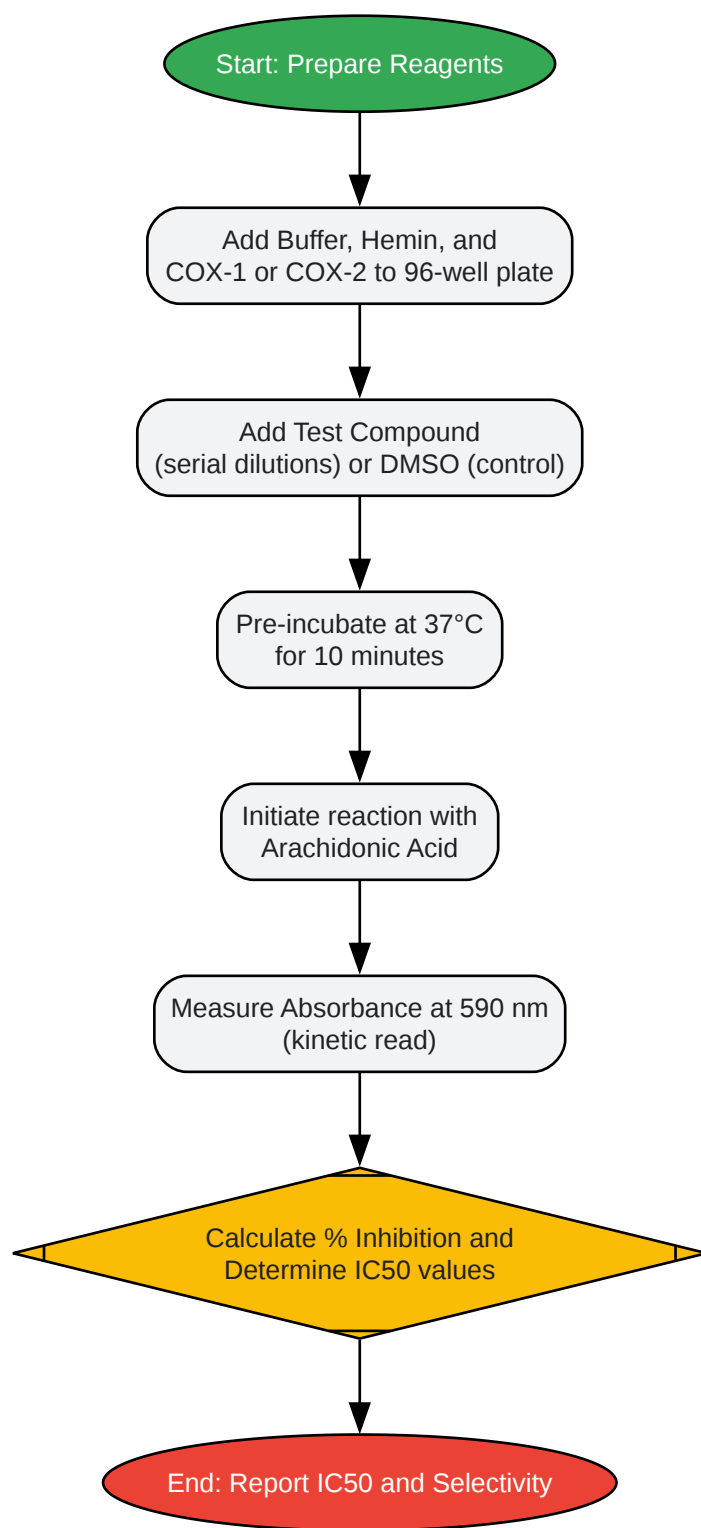 Start: Prepare Reagents
Add Buffer, Hemin, and
COX-1 or COX-2 to 96-well plate
Add Test Compound
(serial dilutions) or DMSO (control)
Pre-incubate at 37°C
for 10 minutes
Initiate reaction with
Arachidonic Acid
Measure Absorbance at 590 nm
(kinetic read)
Calculate % Inhibition and
Determine IC50 values
End: Report IC50 and Selectivity